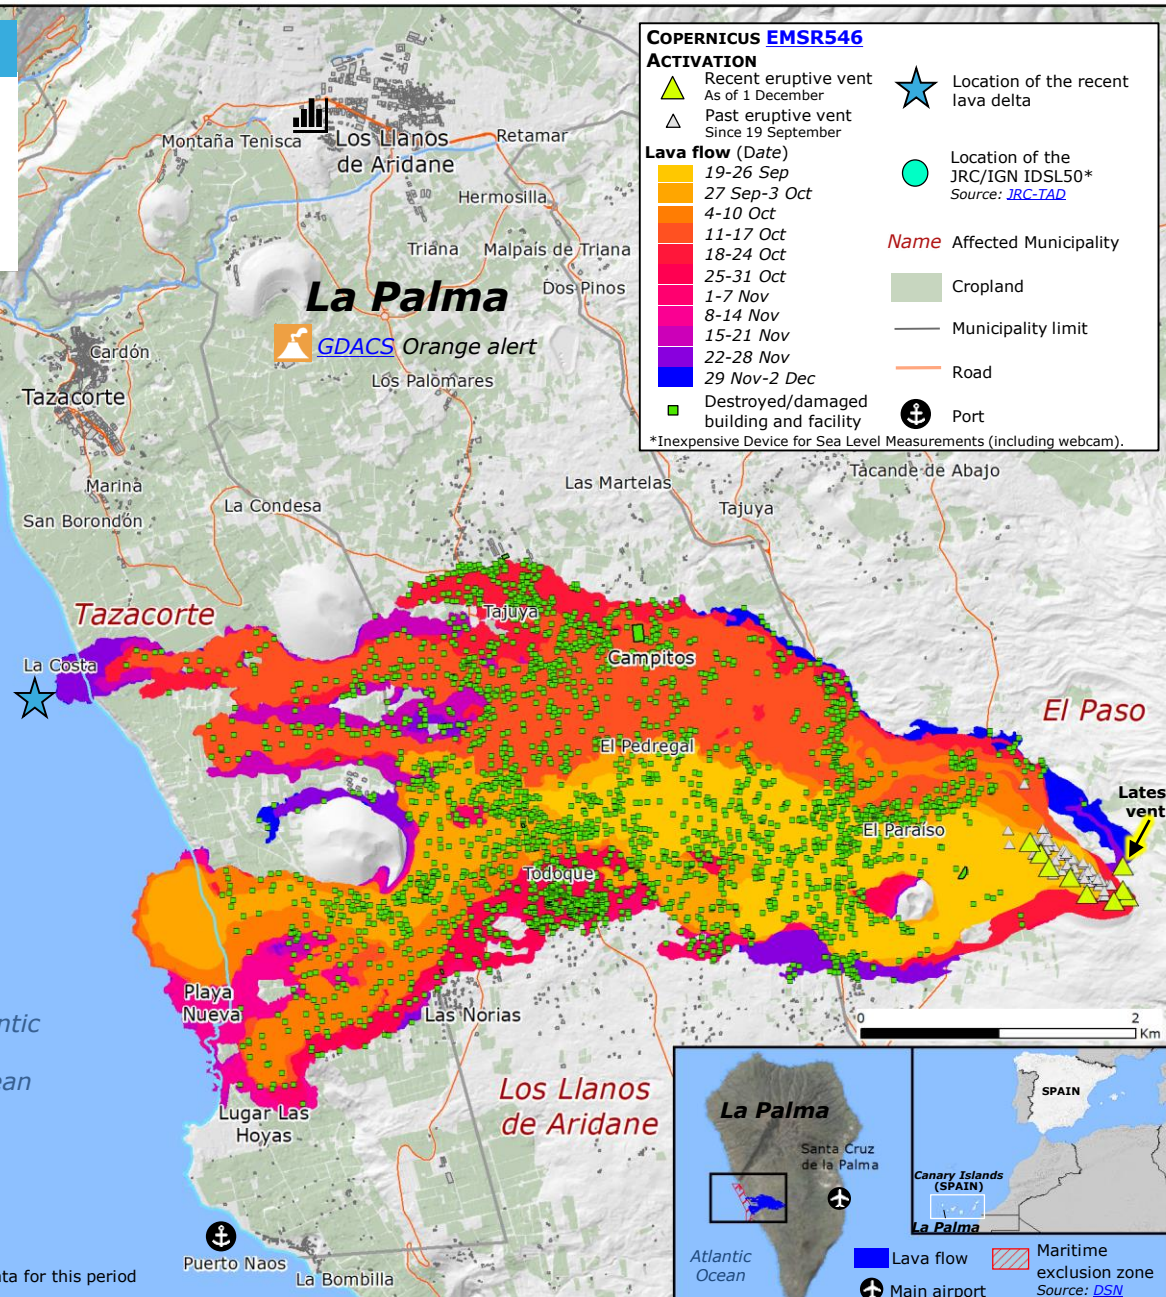 COPERNICUS EMSR546
ACTIVATION
Recent eruptive vent
As of 1 December
Past eruptive vent
Since 19 September
Lava flow (Date)
19-26 Sep
27 Sep-3 Oct
4-10 Oct
11-17 Oct
18-24 Oct
25-31 Oct
1-7 Nov
8-14 Nov
15-21 Nov
22-28 Nov
29 Nov-2 Dec
Destroyed/damaged
building and facility
Location of the recent
lava delta
Location of the
JRC/IGN IDSL50*
Source: JRC-TAD
Name Affected Municipality
Cropland
Municipality limit
Road
Port
*Inexpensive Device for Sea Level Measurements (including webcam).
Montaña Tenisca
Los Llanos
de Aridane
Retamar
Hermosilla
Triana
Malpaís de Triana
Dos Pinos
La Palma
GDACS Orange alert
Cardón
Los Palomares
Tazacorte
Marina
San Borondón
La Condesa
Las Martelas
Tajuya
Tacande de Abajo
Tazacorte
Tajuya
La Costa
Campitos
El Paso
El Pedregal
Lates
vent
El Paraíso
Todoque
Playa
Nueva
Las Norias
ntic
ean
Los Llanos
de Aridane
Lugar Las
Hoyas
Puerto Naos
La Bombilla
ata for this period
0
2
Km
La Palma
Santa Cruz
de la Palma
Atlantic
Ocean
SPAIN
Canary Islands
(SPAIN)
La Palma
Lava flow
Main airport
Maritime
exclusion zone
Source: DSN